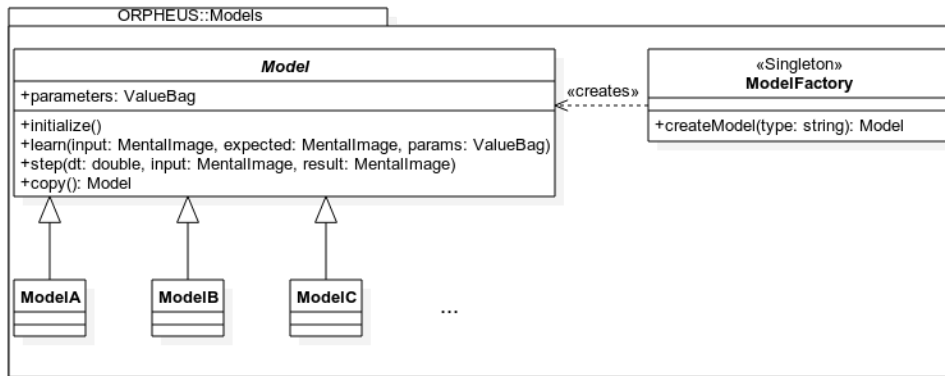 ORPHEUS::Models
Model
+parameters: ValueBag
+initialize()
+learn(input: MentalImage, expected: MentalImage, params: ValueBag)
+step(dt: double, input: MentalImage, result: MentalImage)
+copy(): Model
«creates»
«Singleton»
ModelFactory
+createModel(type: string): Model
ModelA
ModelB
ModelC
...